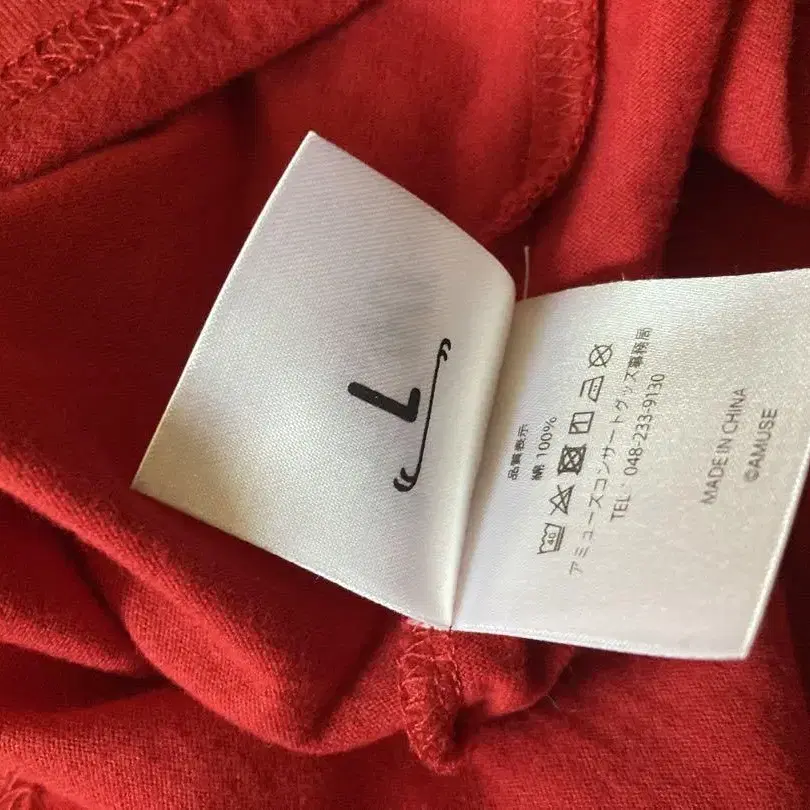 L
品質表示
綿 100%
40
アミューズコンサートグッズ事務局
TEL : 048-233-9130
MADE IN CHINA
©AMUSE